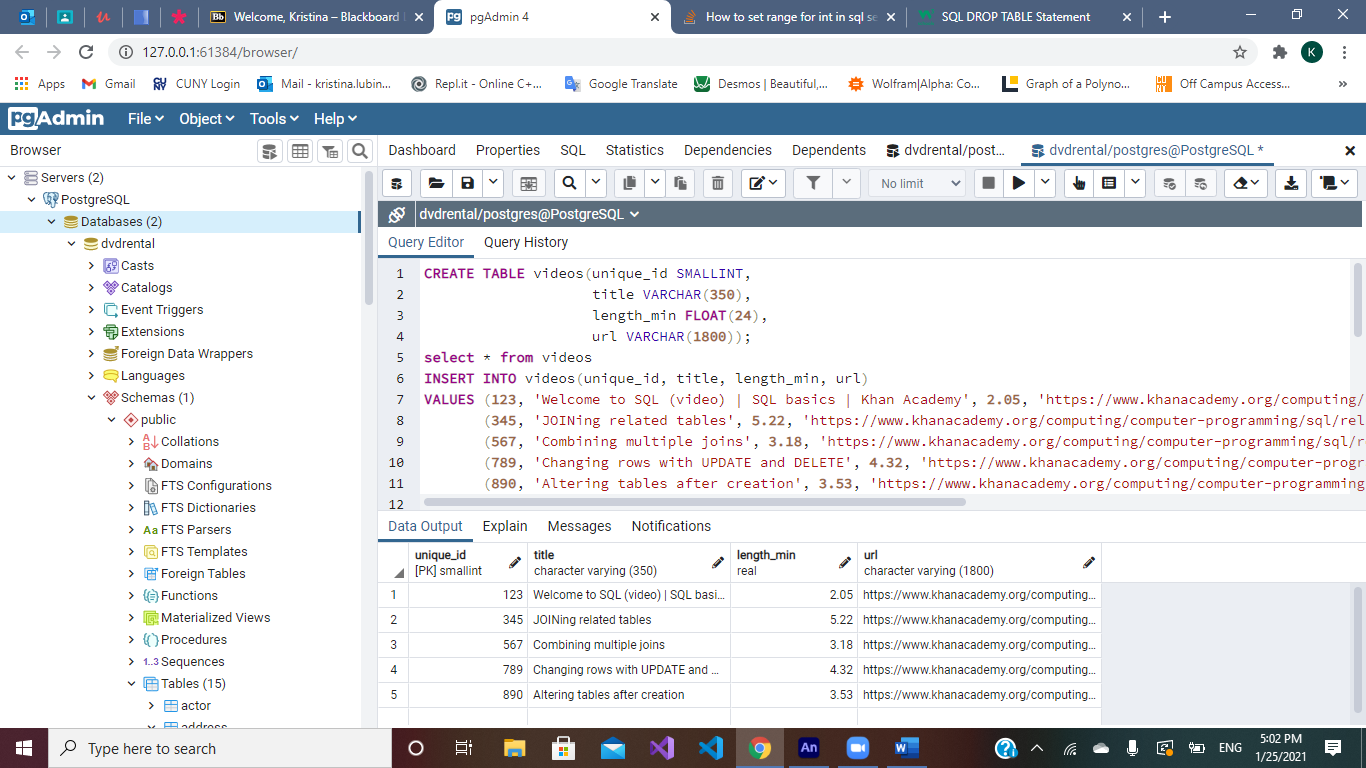 Welcome, Kristina – Blackboard
pgAdmin 4
How to set range for int in sql se
SQL DROP TABLE Statement
127.0.0.1:61384/browser/
K
Apps
Gmail
CUNY Login
Mail - kristina.lubin...
Repl.it - Online C+...
Google Translate
Desmos | Beautiful,...
Wolfram|Alpha: Co...
Graph of a Polyno...
Off Campus Access...
pgAdmin
File
Object
Tools
Help
Browser
Dashboard
Properties
SQL
Statistics
Dependencies
Dependents
dvdrental/post...
dvdrental/postgres@PostgreSQL *
No limit
dvdrental/postgres@PostgreSQL
Query Editor
Query History
Servers (2)
PostgreSQL
Databases (2)
dvdrental
Casts
Catalogs
Event Triggers
Extensions
Foreign Data Wrappers
Languages
Schemas (1)
public
Collations
Domains
FTS Configurations
FTS Dictionaries
FTS Parsers
FTS Templates
Foreign Tables
Functions
Materialized Views
Procedures
Sequences
Tables (15)
actor
address
1 CREATE TABLE videos(unique_id SMALLINT,
2 title VARCHAR(350),
3 length_min FLOAT(24),
4 url VARCHAR(1800));
5 select * from videos
6 INSERT INTO videos(unique_id, title, length_min, url)
7 VALUES (123, 'Welcome to SQL (video) | SQL basics | Khan Academy', 2.05, 'https://www.khanacademy.org/computing/
8 (345, 'JOINing related tables', 5.22, 'https://www.khanacademy.org/computing/computer-programming/sql/rel
9 (567, 'Combining multiple joins', 3.18, 'https://www.khanacademy.org/computing/computer-programming/sql/r
10 (789, 'Changing rows with UPDATE and DELETE', 4.32, 'https://www.khanacademy.org/computing/computer-progr
11 (890, 'Altering tables after creation', 3.53, 'https://www.khanacademy.org/computing/computer-programming
12
Data Output
Explain
Messages
Notifications
unique_id
[PK] smallint
title
character varying (350)
length_min
real
url
character varying (1800)
1 123 Welcome to SQL (video) | SQL basi... 2.05 https://www.khanacademy.org/computing...
2 345 JOINing related tables 5.22 https://www.khanacademy.org/computing...
3 567 Combining multiple joins 3.18 https://www.khanacademy.org/computing...
4 789 Changing rows with UPDATE and ... 4.32 https://www.khanacademy.org/computing...
5 890 Altering tables after creation 3.53 https://www.khanacademy.org/computing...
Type here to search
An
ENG
5:02 PM
1/25/2021